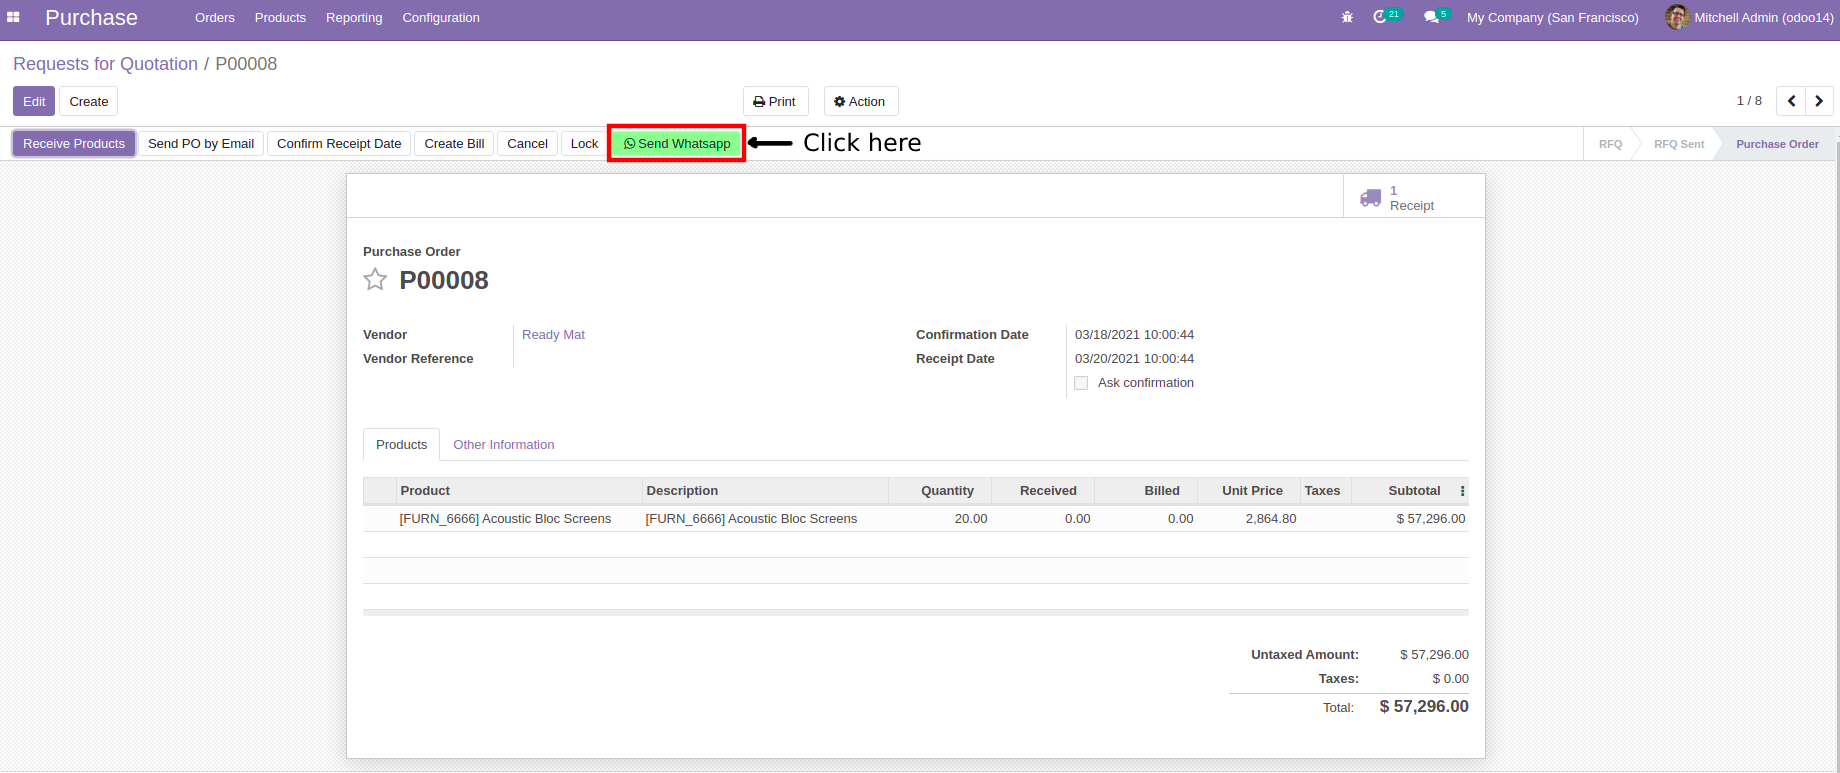 Purchase Orders Products Reporting Configuration 21 5 My Company (San Francisco) Mitchell Admin (odoo14)
Requests for Quotation / P00008
Edit Create Print Action 1 / 8
Receive Products Send PO by Email Confirm Receipt Date Create Bill Cancel Lock Send Whatsapp Click here RFQ RFQ Sent Purchase Order
1
Receipt
Purchase Order
P00008
Vendor Ready Mat Confirmation Date 03/18/2021 10:00:44
Vendor Reference Receipt Date 03/20/2021 10:00:44
Ask confirmation
Products Other Information
Product Description Quantity Received Billed Unit Price Taxes Subtotal
[FURN_6666] Acoustic Bloc Screens [FURN_6666] Acoustic Bloc Screens 20.00 0.00 0.00 2,864.80 $ 57,296.00
Untaxed Amount: $ 57,296.00
Taxes: $ 0.00
Total: $ 57,296.00